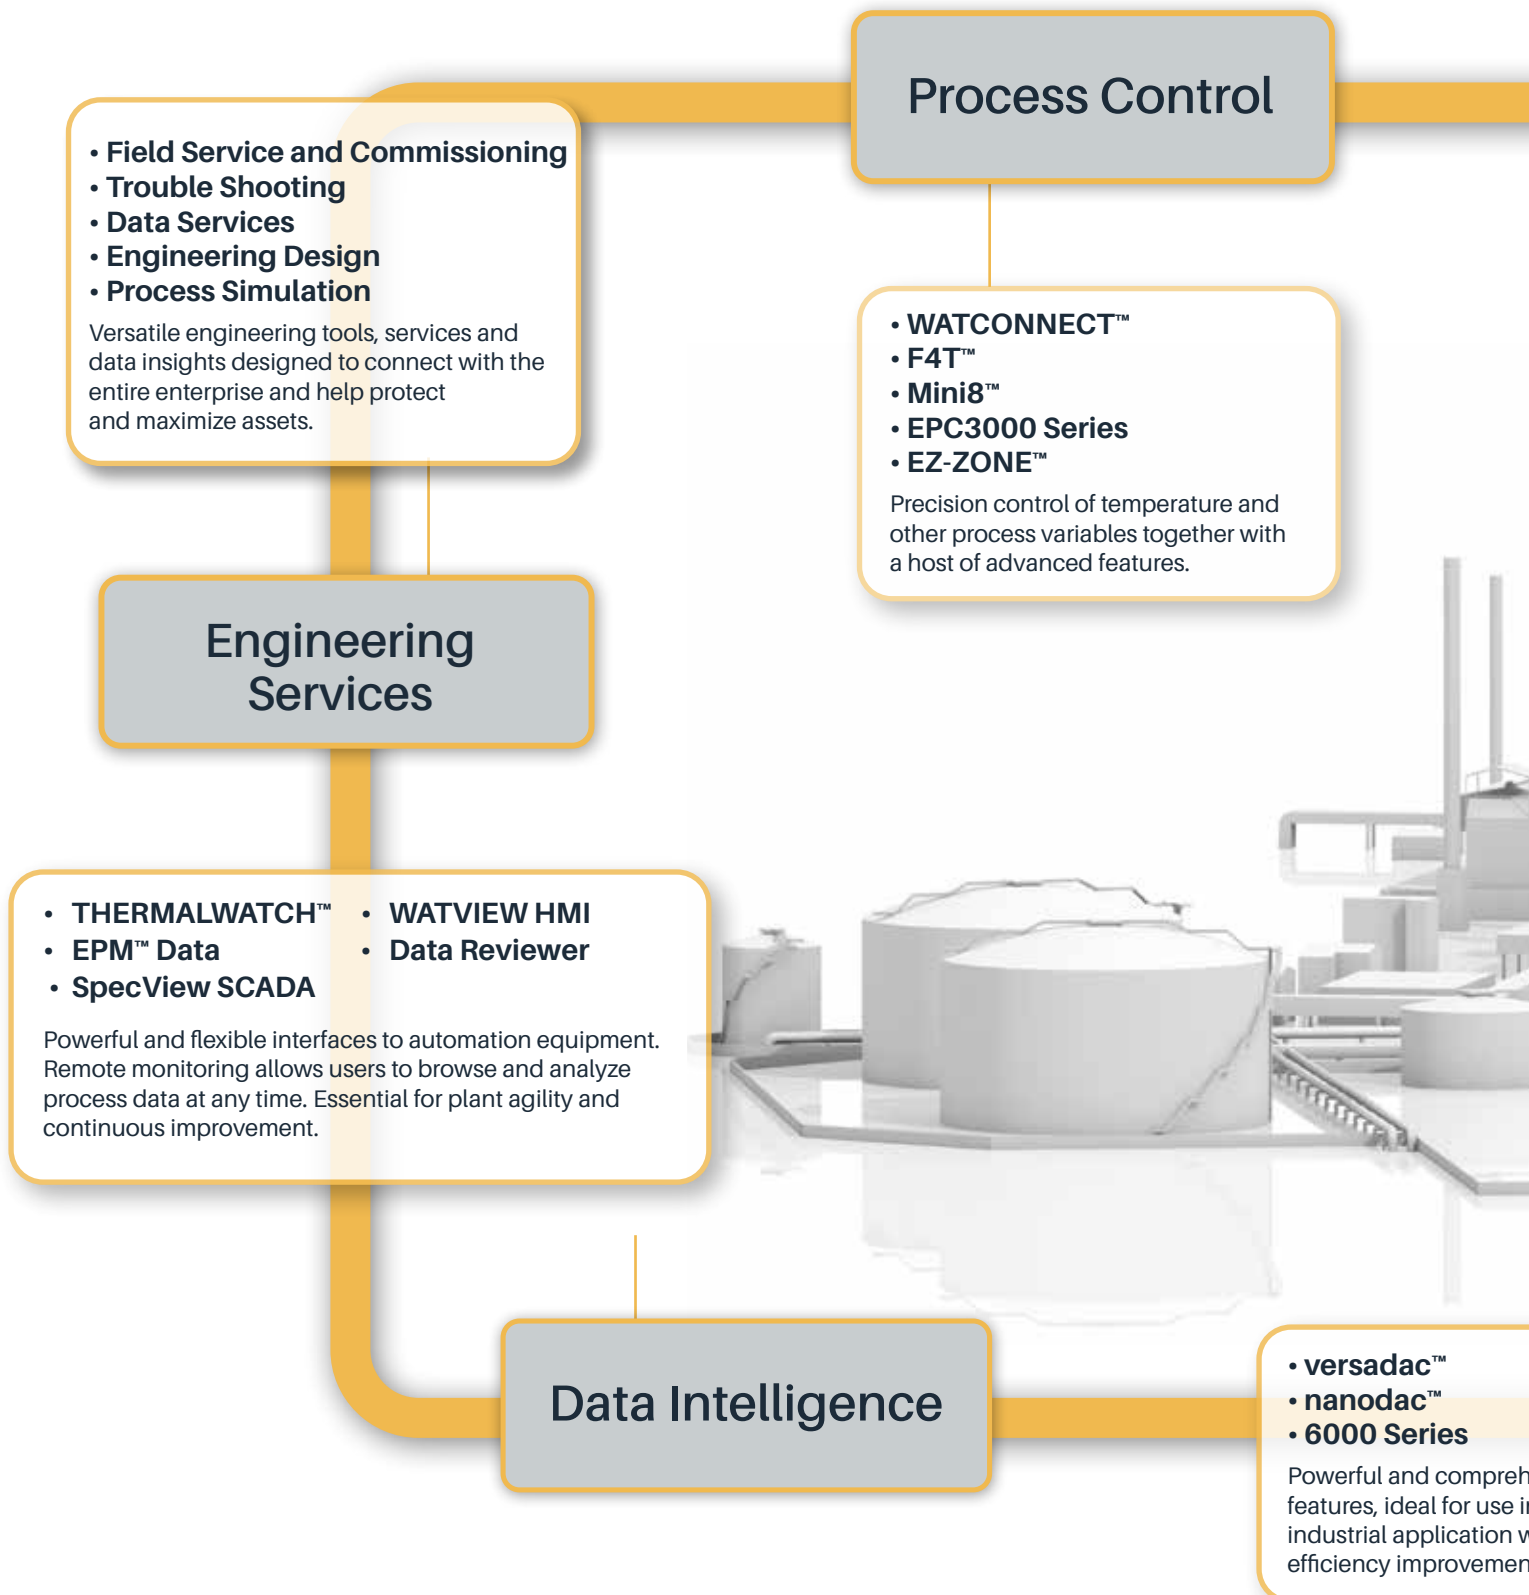 Process Control
• Field Service and Commissioning
• Trouble Shooting
• Data Services
• Engineering Design
• Process Simulation
Versatile engineering tools, services and
data insights designed to connect with the
entire enterprise and help protect
and maximize assets.
• WATCONNECT™
• F4T™
• Mini8™
• EPC3000 Series
• EZ-ZONE™
Precision control of temperature and
other process variables together with
a host of advanced features.
Engineering
Services
• THERMALWATCH™ • WATVIEW HMI
• EPM™ Data • Data Reviewer
• SpecView SCADA
Powerful and flexible interfaces to automation equipment.
Remote monitoring allows users to browse and analyze
process data at any time. Essential for plant agility and
continuous improvement.
Data Intelligence
• versadac™
• nanodac™
• 6000 Series
Powerful and
features, ideal for use
industrial application
efficiency